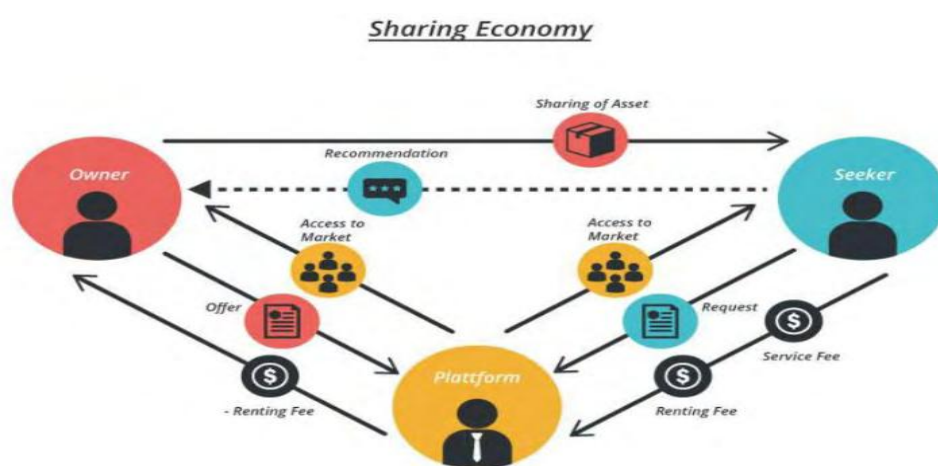 Sharing Economy
Sharing of Asset
Recommendation
Owner
Seeker
Access to
Market
Access to
Market
Offer
Request
Service Fee
Plattform
- Renting Fee
Renting Fee